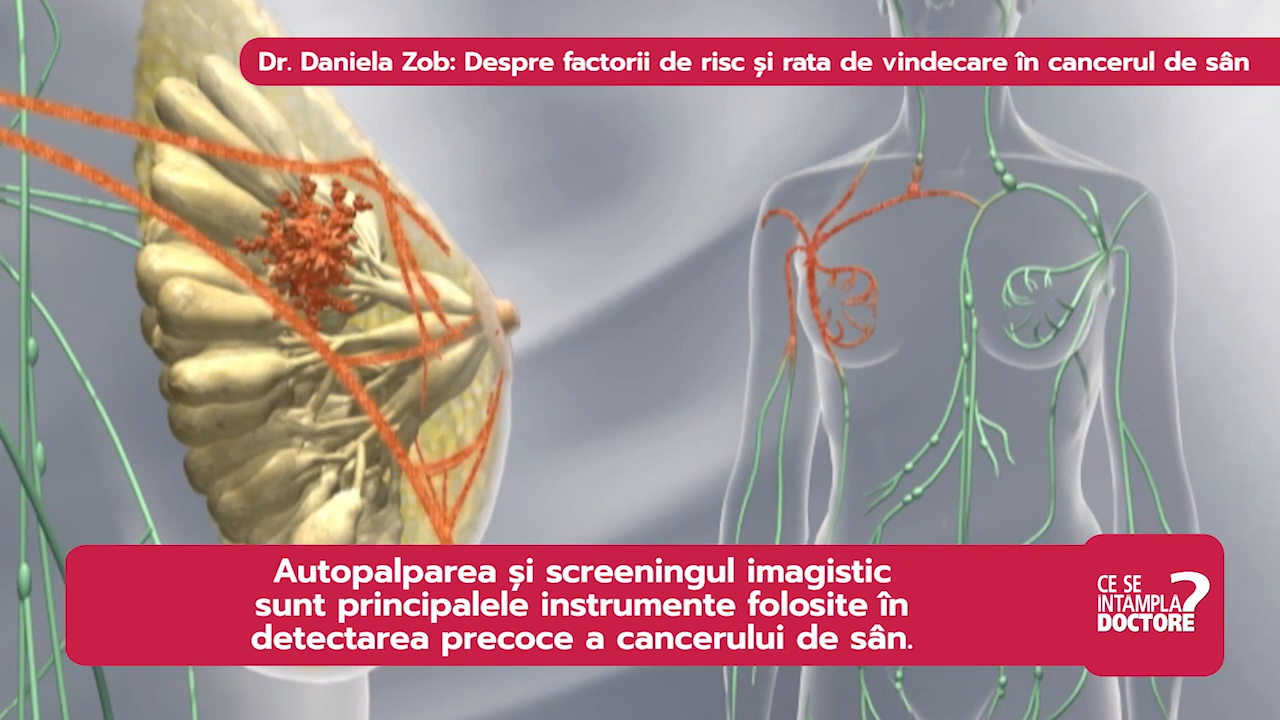 Dr. Daniela Zob: Despre factorii de risc și rata de vindecare în cancerul de sân
Autopalparea și screeningul imagistic
sunt principalele instrumente folosite în
detectarea precoce a cancerului de sân.
CE SE
INTAMPLA?
DOCTORE